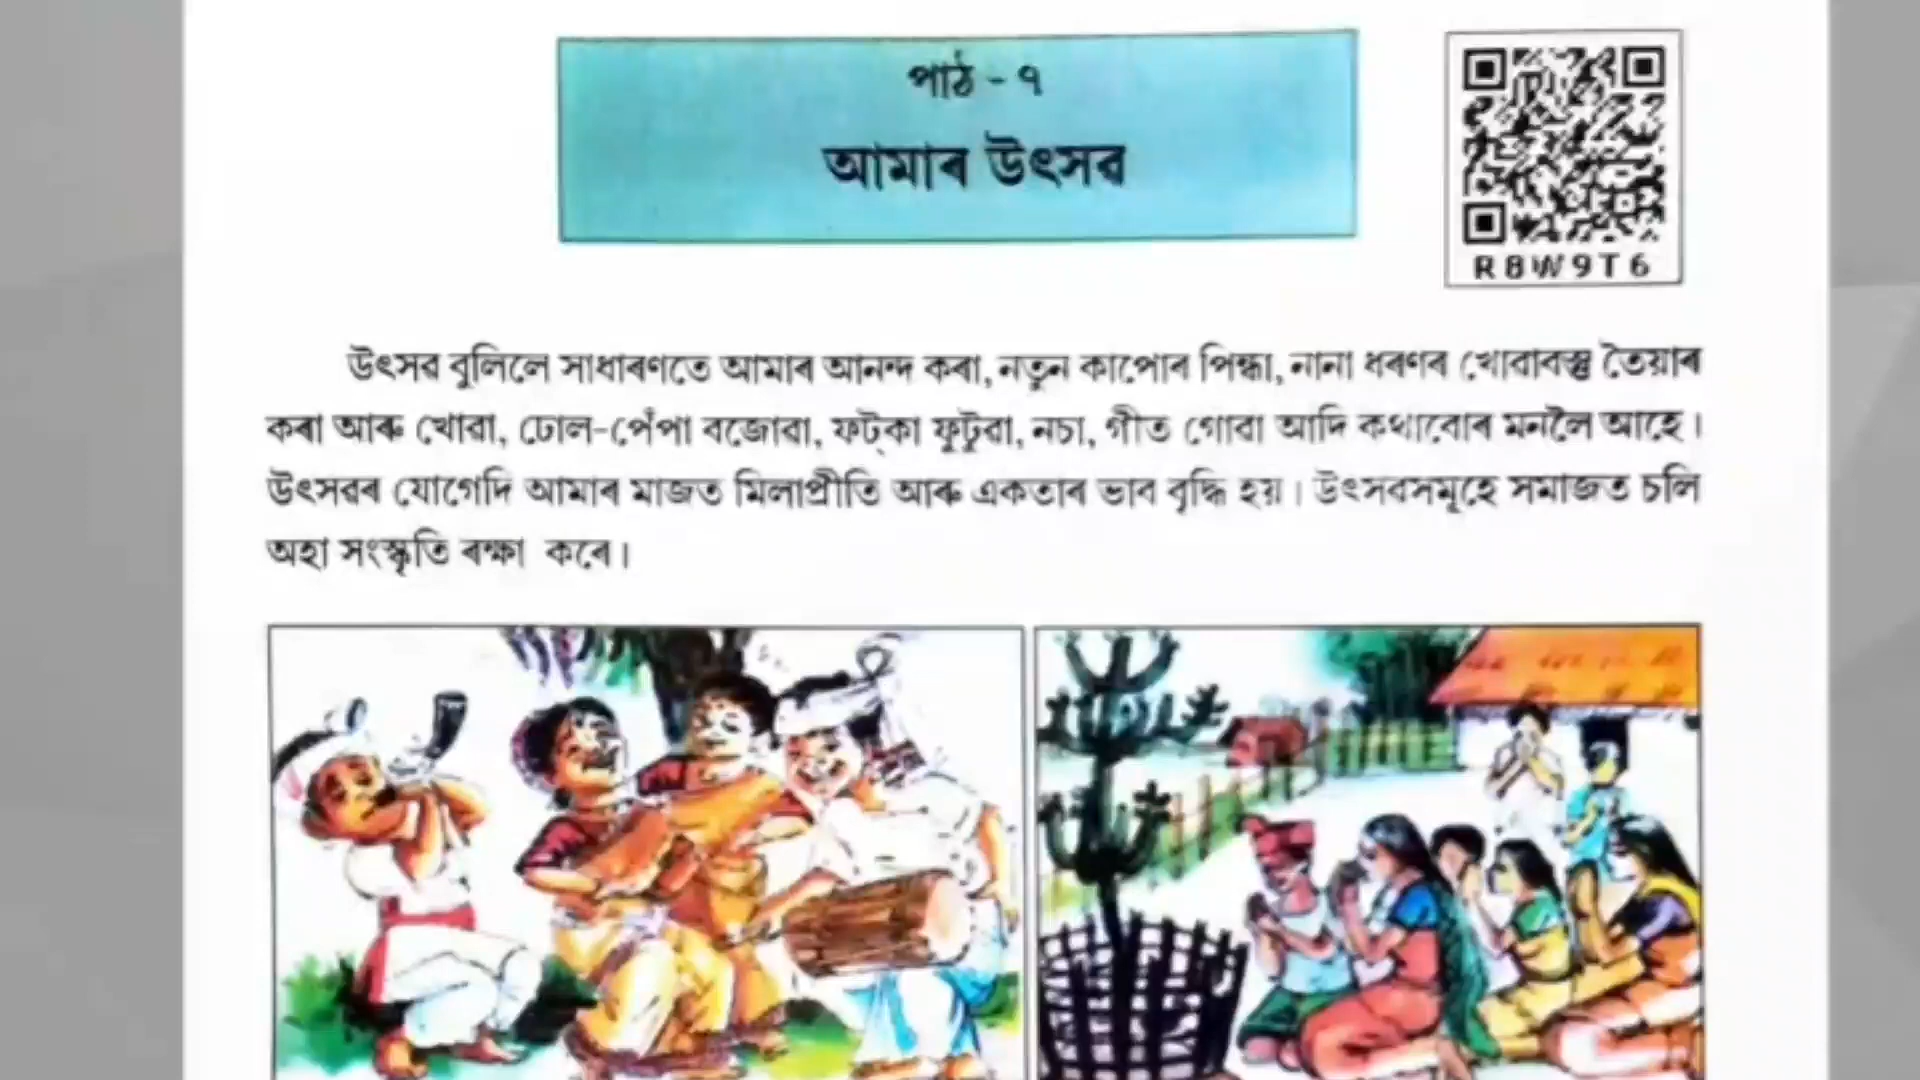 পাঠ - ৭
আমাৰ উৎসৱ
R8W9T6
উৎসৱ বুলিলে সাধাৰণতে আমাৰ আনন্দ কৰা, নতুন কাপোৰ পিন্ধা, নানা ধৰণৰ খোৱাবস্তু তৈয়াৰ
কৰা আৰু খোৱা, ঢোল-পেঁপা বজোৱা, ফট্‌কা ফুটুৱা, নচা, গীত গোৱা আদি কথাবোৰ মনলৈ আহে।
উৎসৱৰ যোগেদি আমাৰ মাজত মিলাপ্ৰীতি আৰু একতাৰ ভাব বৃদ্ধি হয়। উৎসৱসমূহে সমাজত চলি
অহা সংস্কৃতি ৰক্ষা কৰে।